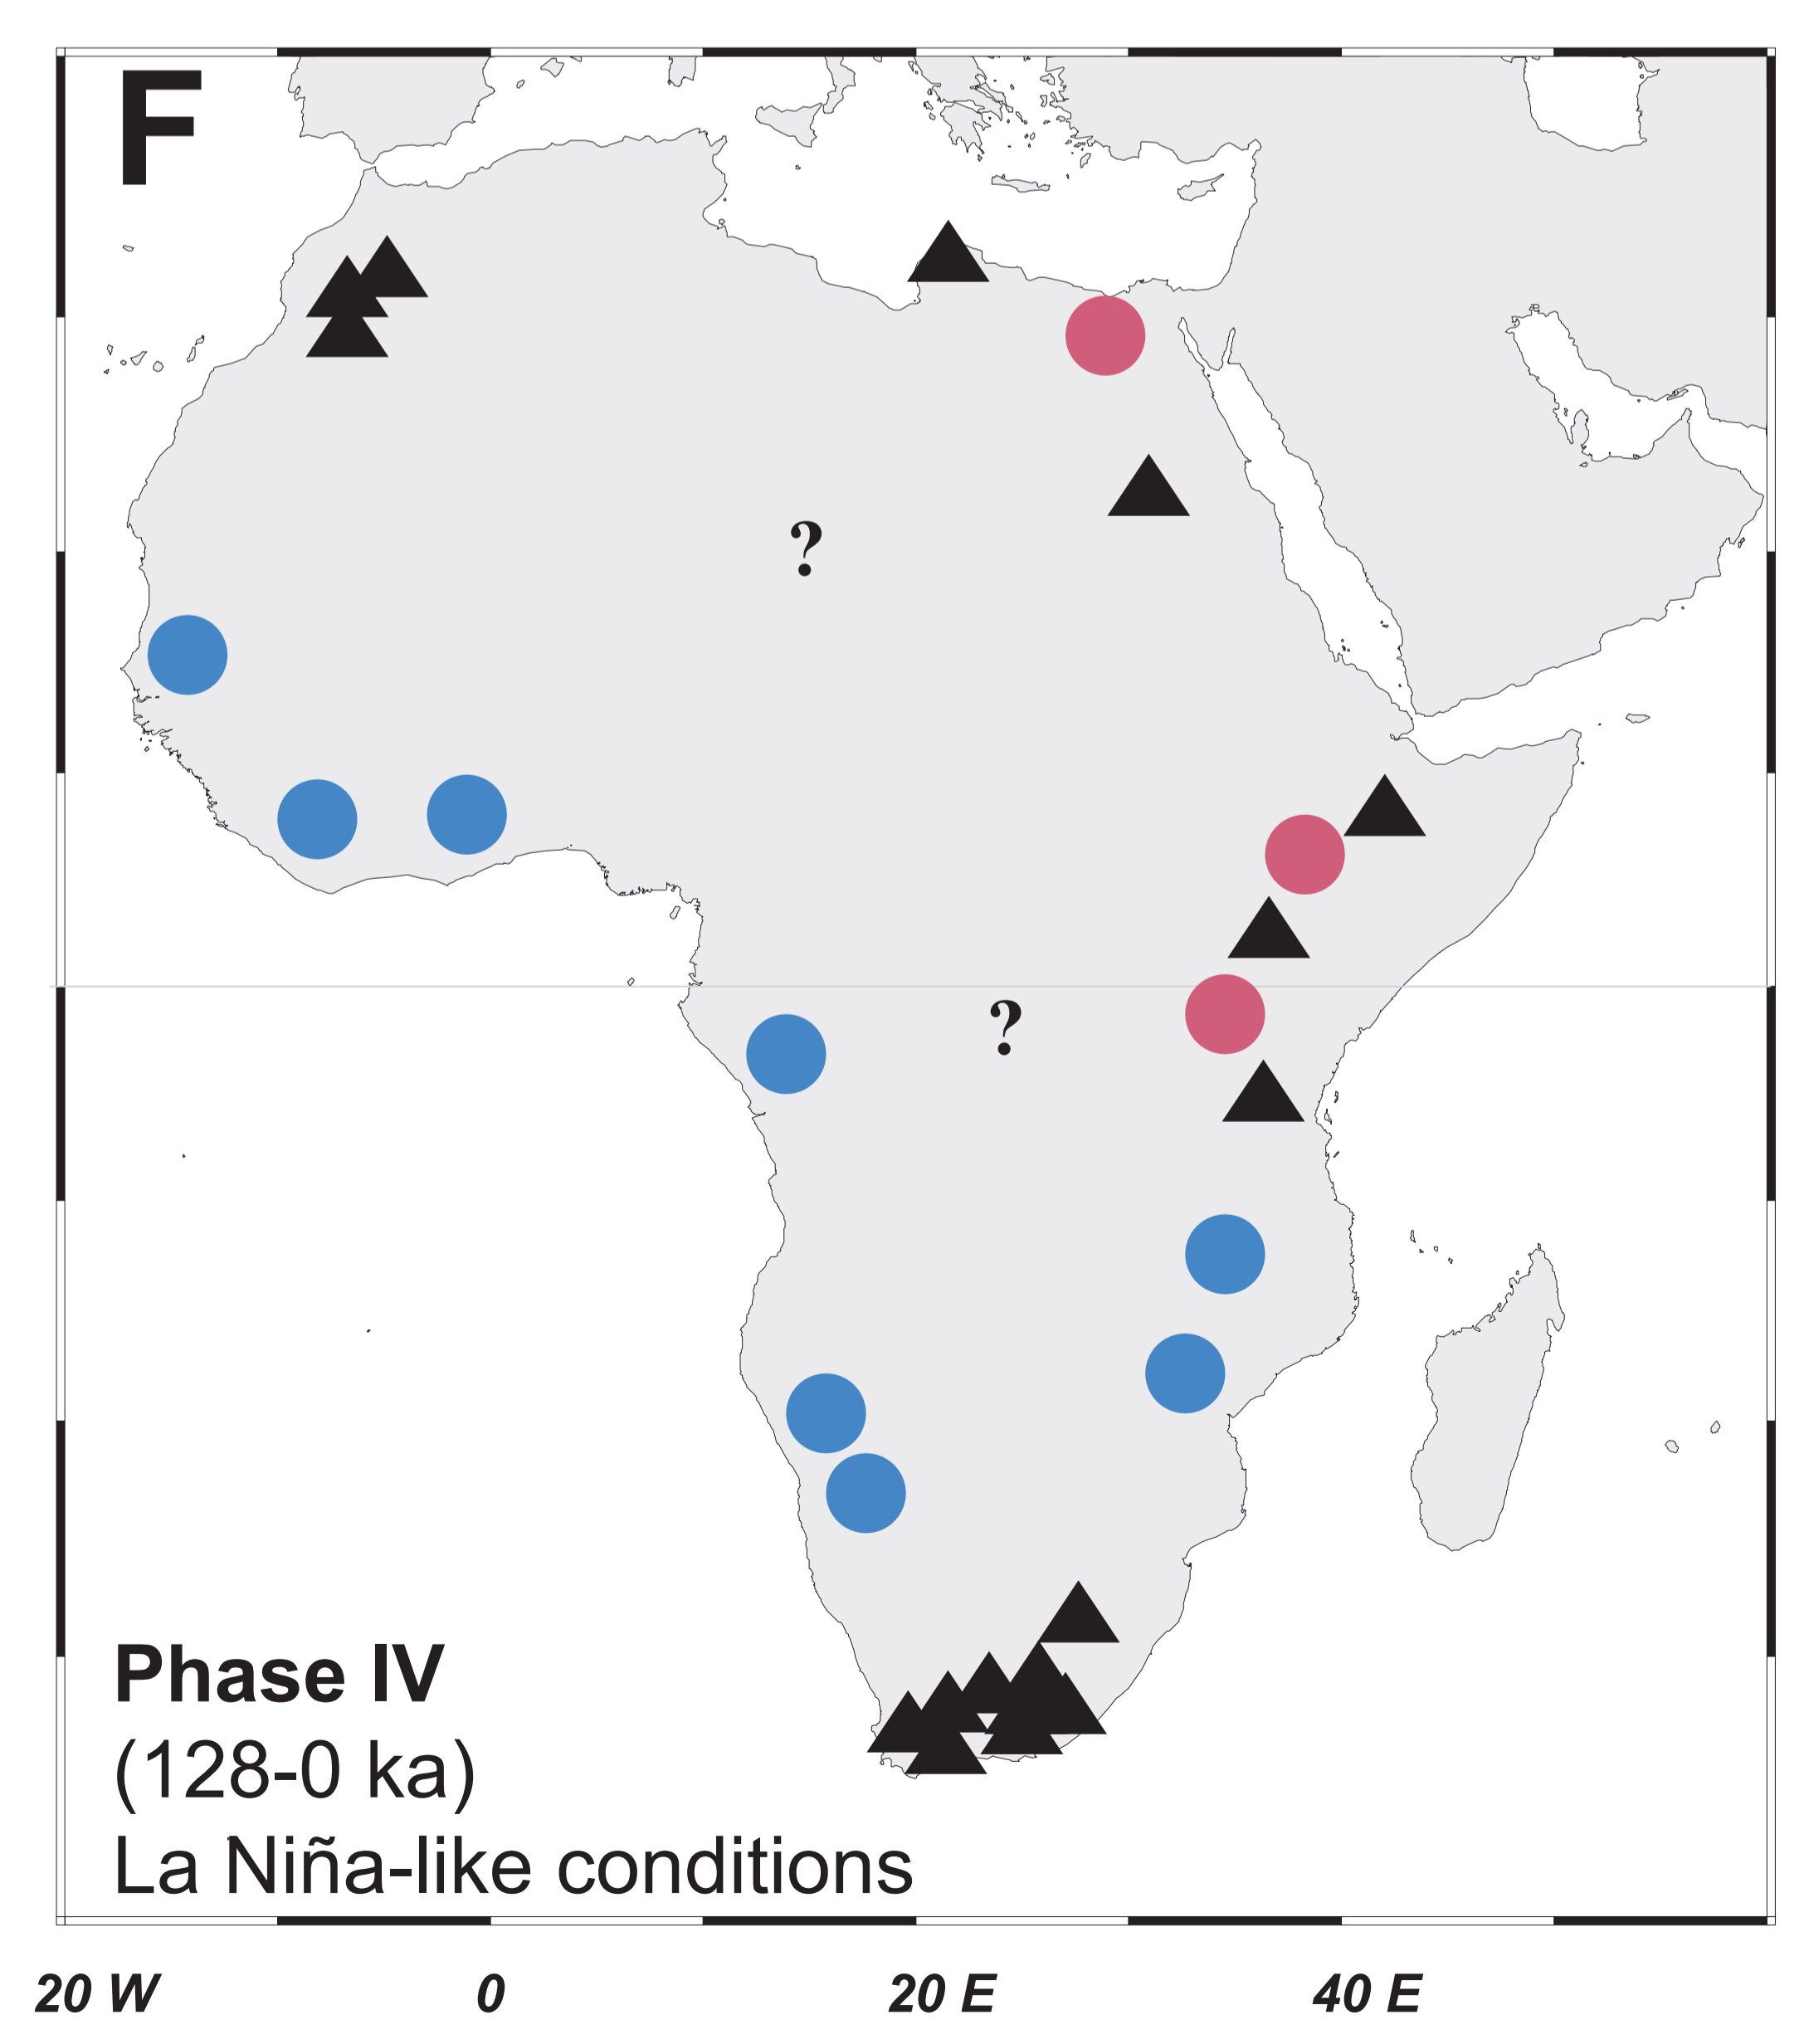 F
?
?
Phase IV
(128-0 ka)
La Niña-like conditions
20 W 0 20 E 40 E